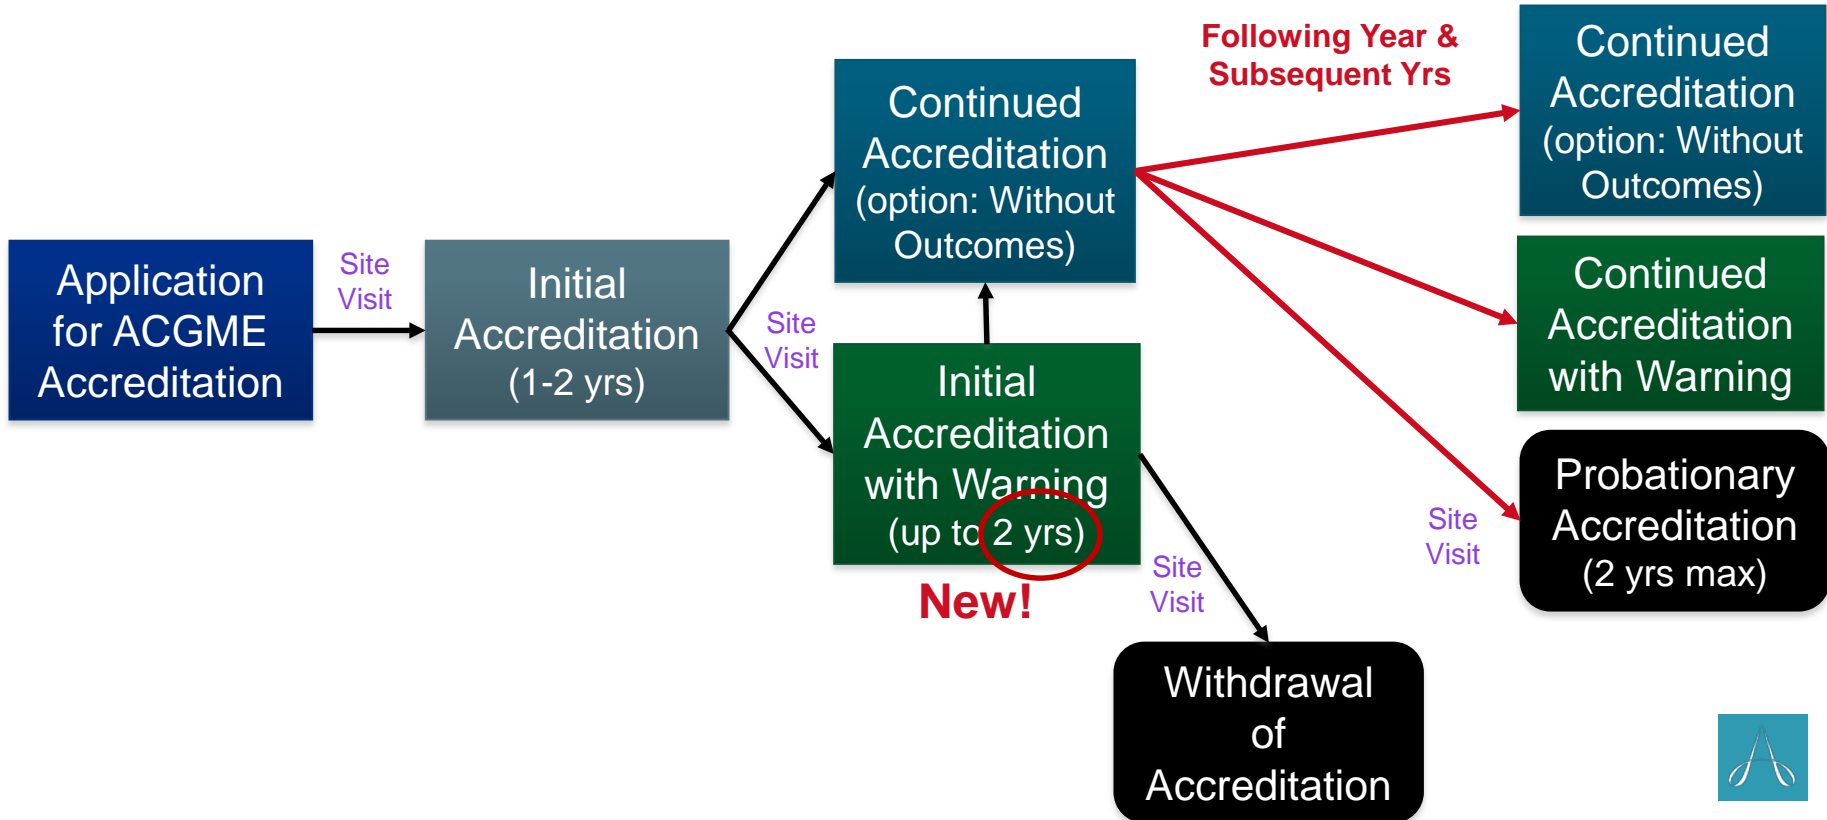 Application
for ACGME
Accreditation
Site
Visit
Initial
Accreditation
(1-2 yrs)
Site
Visit
Continued
Accreditation
(option: Without
Outcomes)
Initial
Accreditation
with Warning
(up to 2 yrs)
New!
Site
Visit
Withdrawal
of
Accreditation
Following Year &
Subsequent Yrs
Continued
Accreditation
(option: Without
Outcomes)
Continued
Accreditation
with Warning
Site
Visit
Probationary
Accreditation
(2 yrs max)